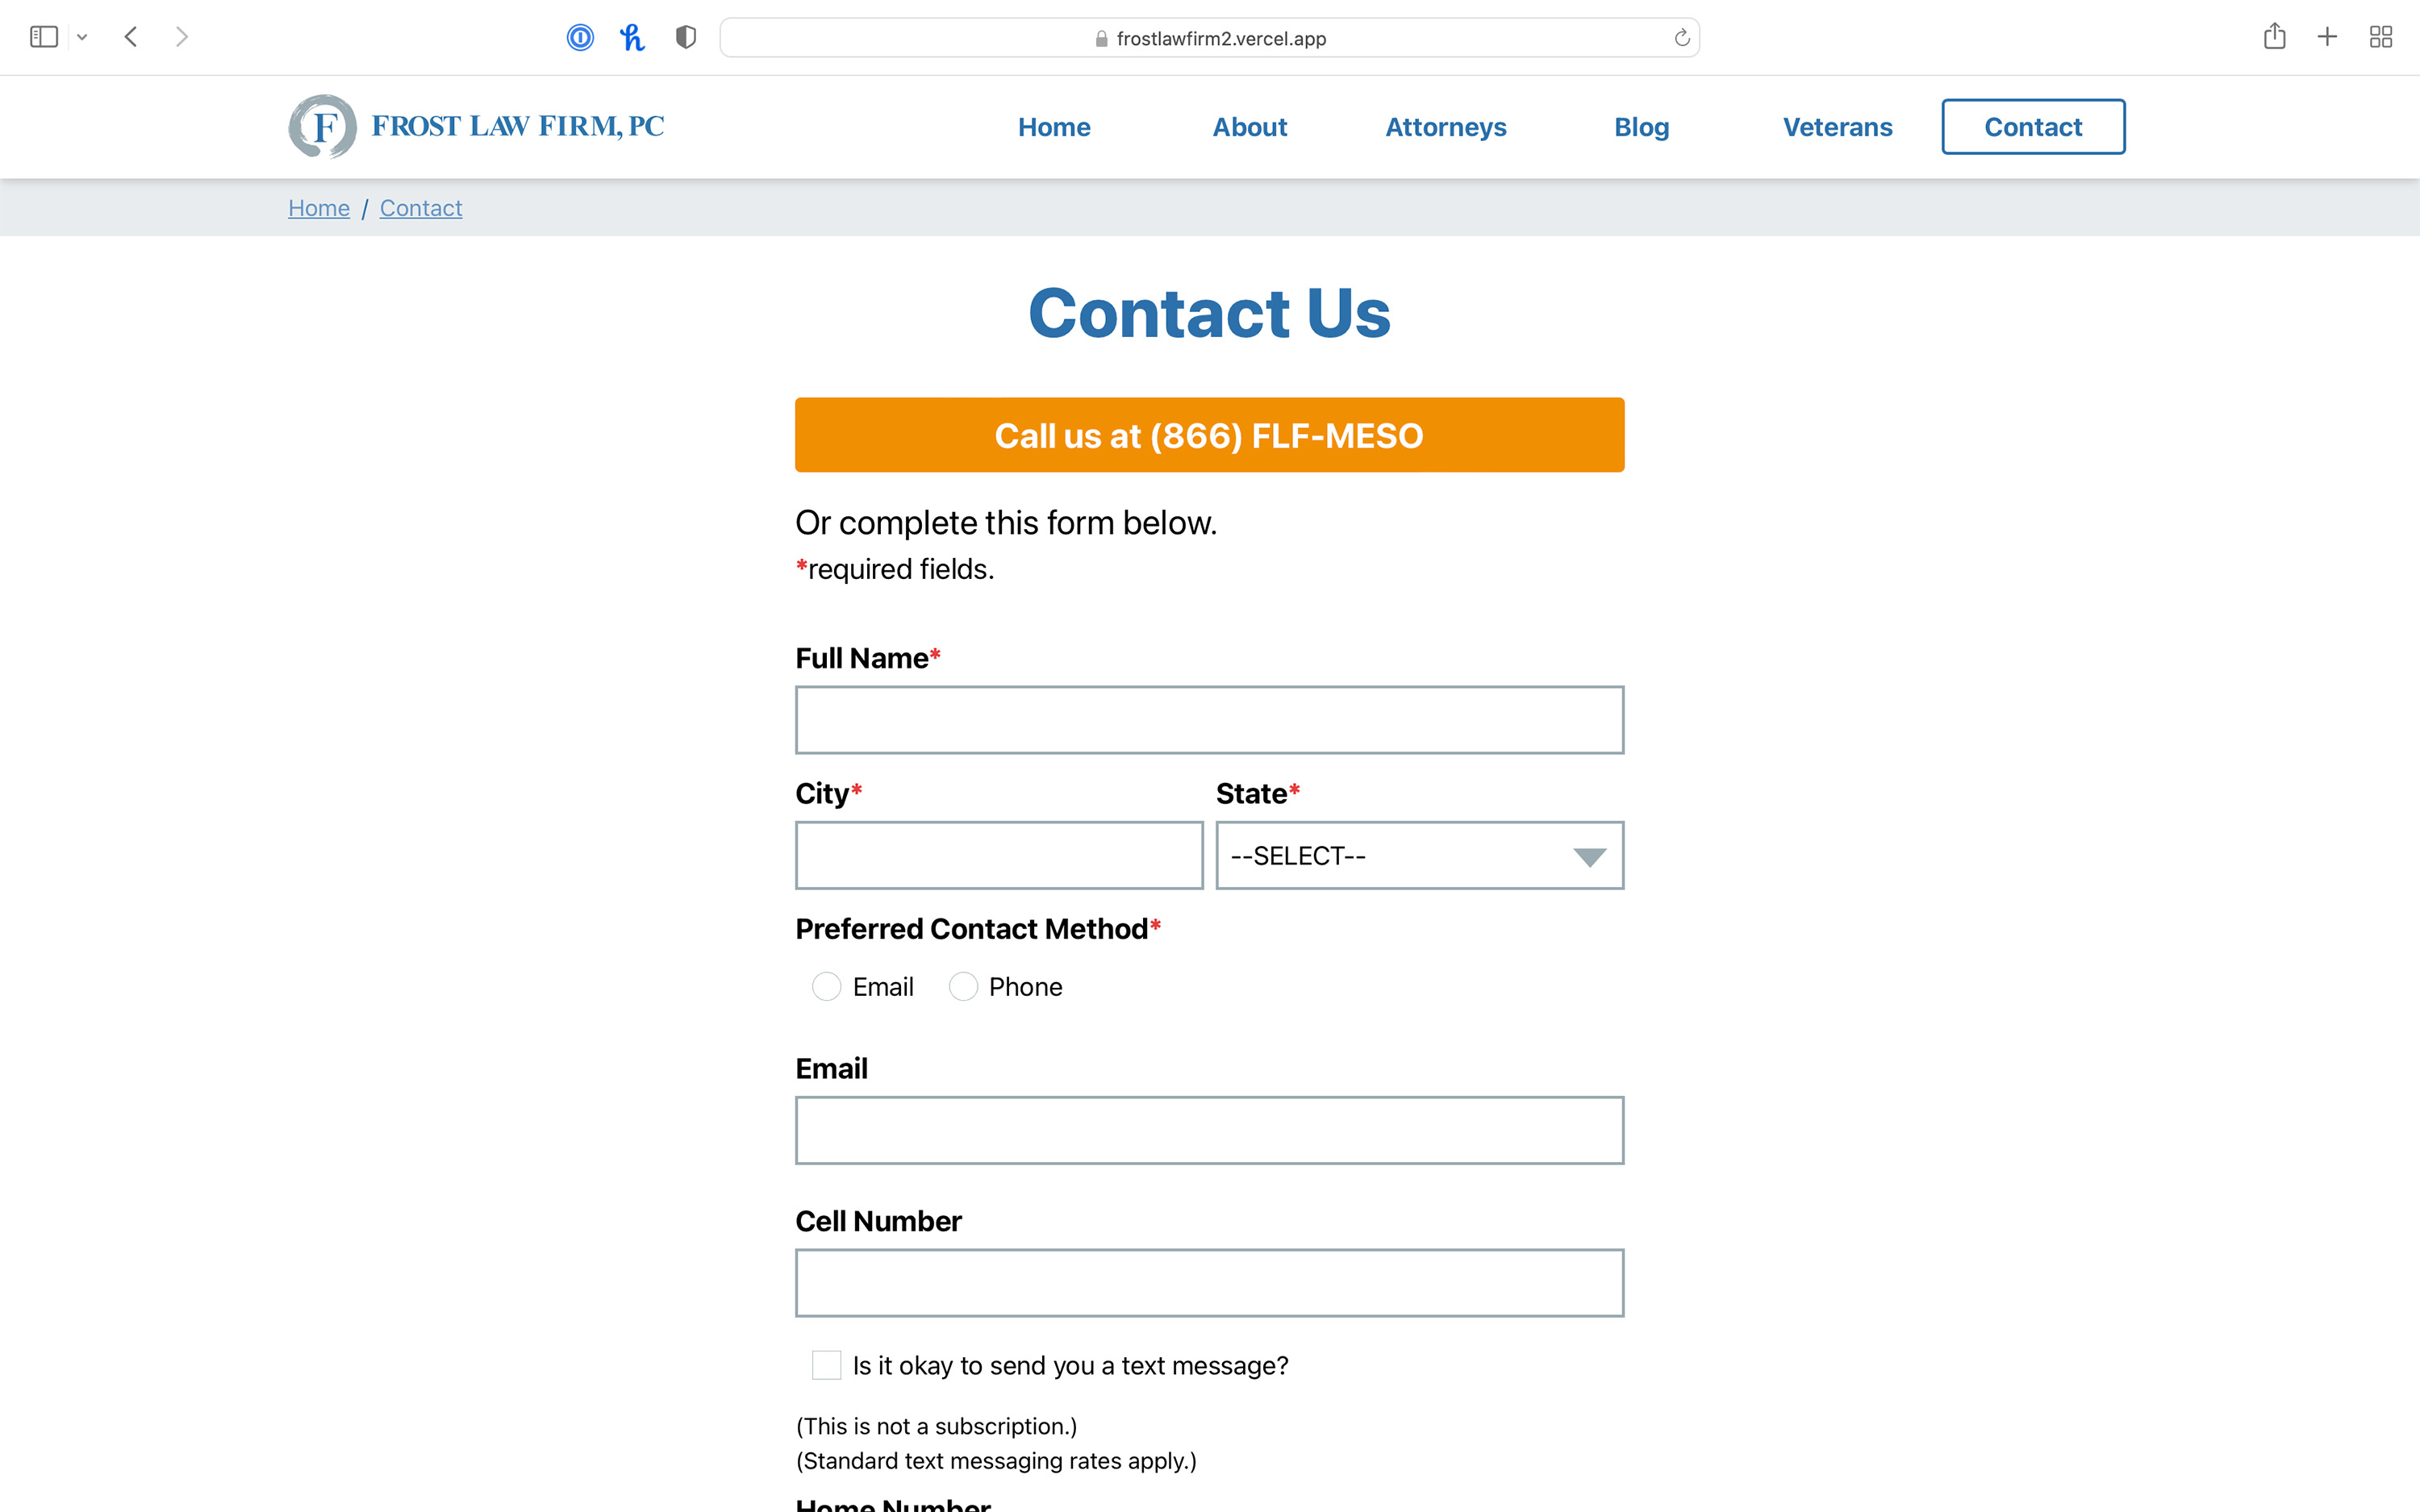 frostlawfirm2.vercel.app
F FROST LAW FIRM, PC Home About Attorneys Blog Veterans Contact
Home / Contact
Contact Us
Call us at (866) FLF-MESO
Or complete this form below.
*required fields.
Full Name*
City* State*
--SELECT--
Preferred Contact Method*
Email Phone
Email
Cell Number
Is it okay to send you a text message?
(This is not a subscription.)
(Standard text messaging rates apply.)
Home Number